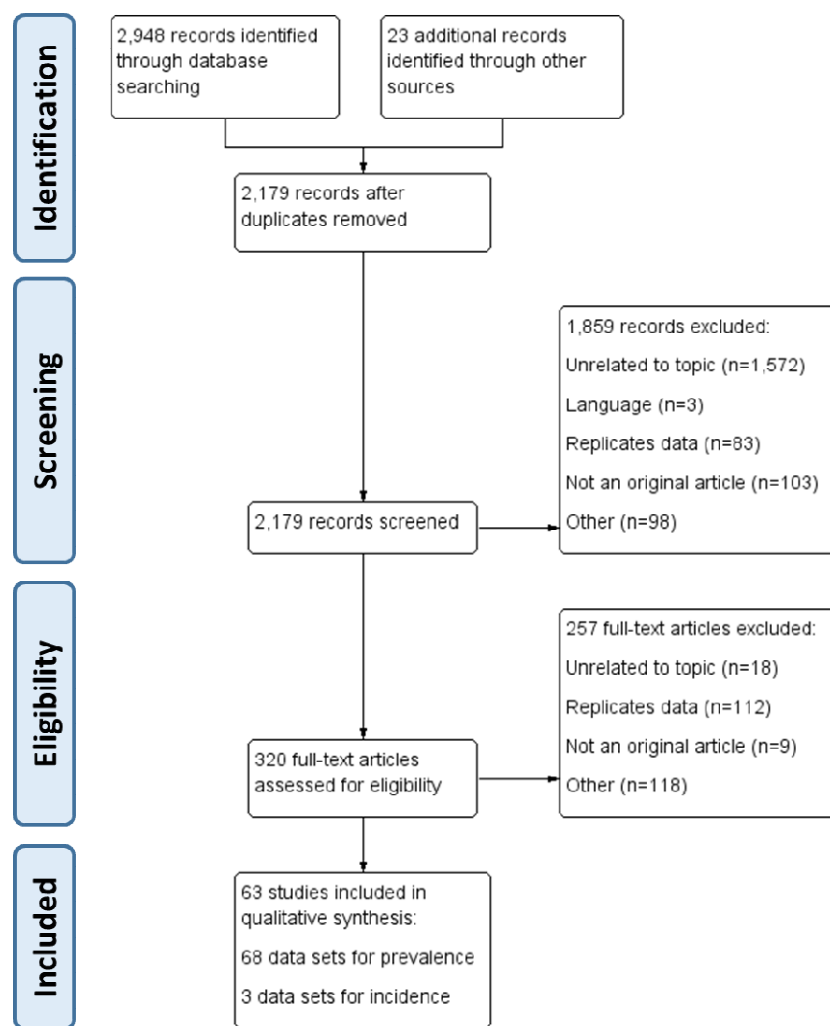 Identification
2,948 records identified
through database
searching
23 additional records
identified through other
sources
2,179 records after
duplicates removed
Screening
1,859 records excluded:
Unrelated to topic (n=1,572)
Language (n=3)
Replicates data (n=83)
Not an original article (n=103)
Other (n=98)
2,179 records screened
Eligibility
257 full-text articles excluded:
Unrelated to topic (n=18)
Replicates data (n=112)
Not an original article (n=9)
Other (n=118)
320 full-text articles
assessed for eligibility
Included
63 studies included in
qualitative synthesis:
68 data sets for prevalence
3 data sets for incidence